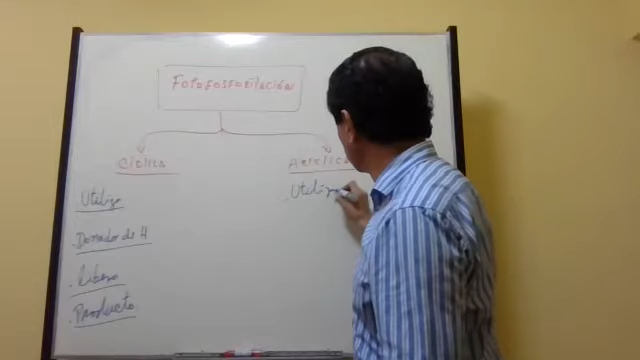 Fotofosforilación
Cíclica
Acíclica
Utiliza
Utiliza
. Donador de H
. Libera
. Producto